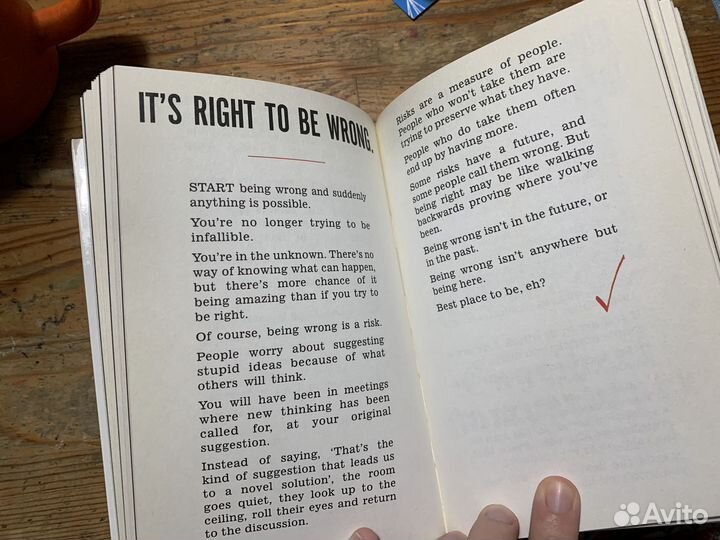 IT'S RIGHT TO BE WRONG.
START being wrong and suddenly
anything is possible.
You're no longer trying to be
infallible.
You're in the unknown. There's no
way of knowing what can happen,
but there's more chance of it
being amazing than if you try to
be right.
Of course, being wrong is a risk.
People worry about suggesting
stupid ideas because of what
others will think.
You will have been in meetings
where new thinking has been
called for, at your original
suggestion.
Instead of saying, 'That's the
kind of suggestion that leads us
to a novel solution', the room
goes quiet, they look up to the
ceiling, roll their eyes and return
to the discussion.
Risks are a measure of people.
People who won't take them are
trying to preserve what they have.
People who do take them often
end up by having more.
Some risks have a future, and
some people call them wrong. But
being right may be like walking
backwards proving where you've
been.
Being wrong isn't in the future, or
in the past.
Being wrong isn't anywhere but
being here.
Best place to be, eh?
Avito